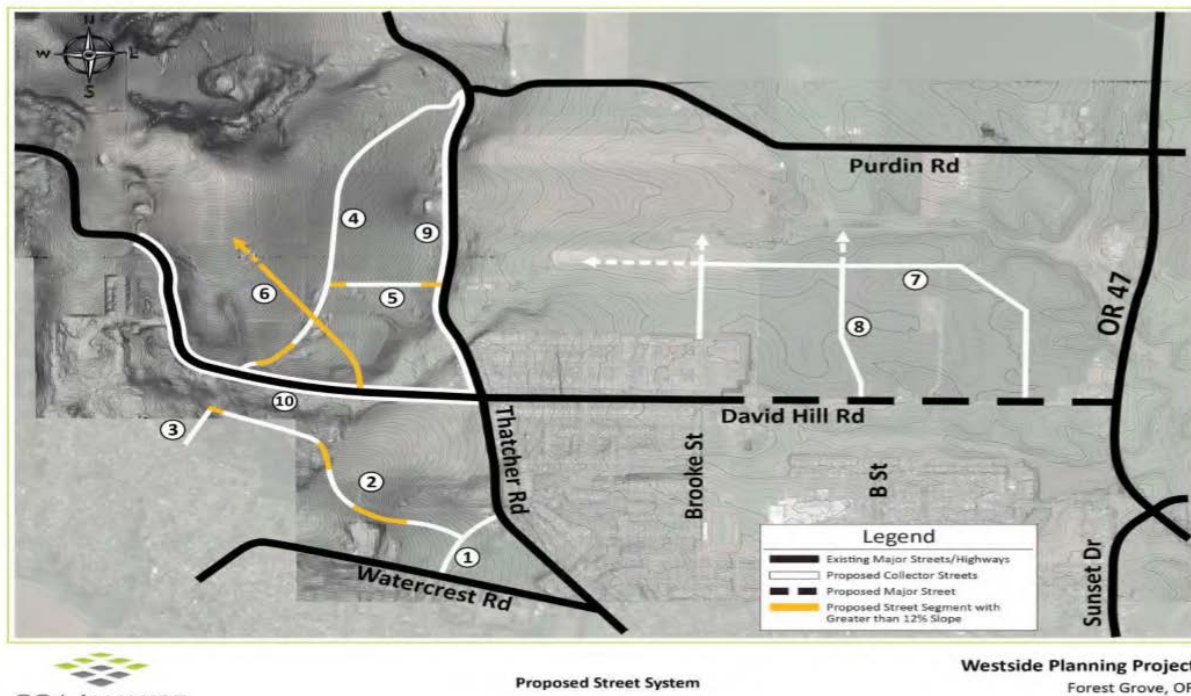 N
W E
S
Purdin Rd
4
9
6
5
7
OR 47
8
10
David Hill Rd
3
Thatcher Rd
2
Brooke St
B St
1
Watercrest Rd
Sunset Dr
Legend
Existing Major Streets/Highways
Proposed Collector Streets
Proposed Major Street
Proposed Street Segment with
Greater than 12% Slope
Proposed Street System
Westside Planning Project
Forest Grove, OR